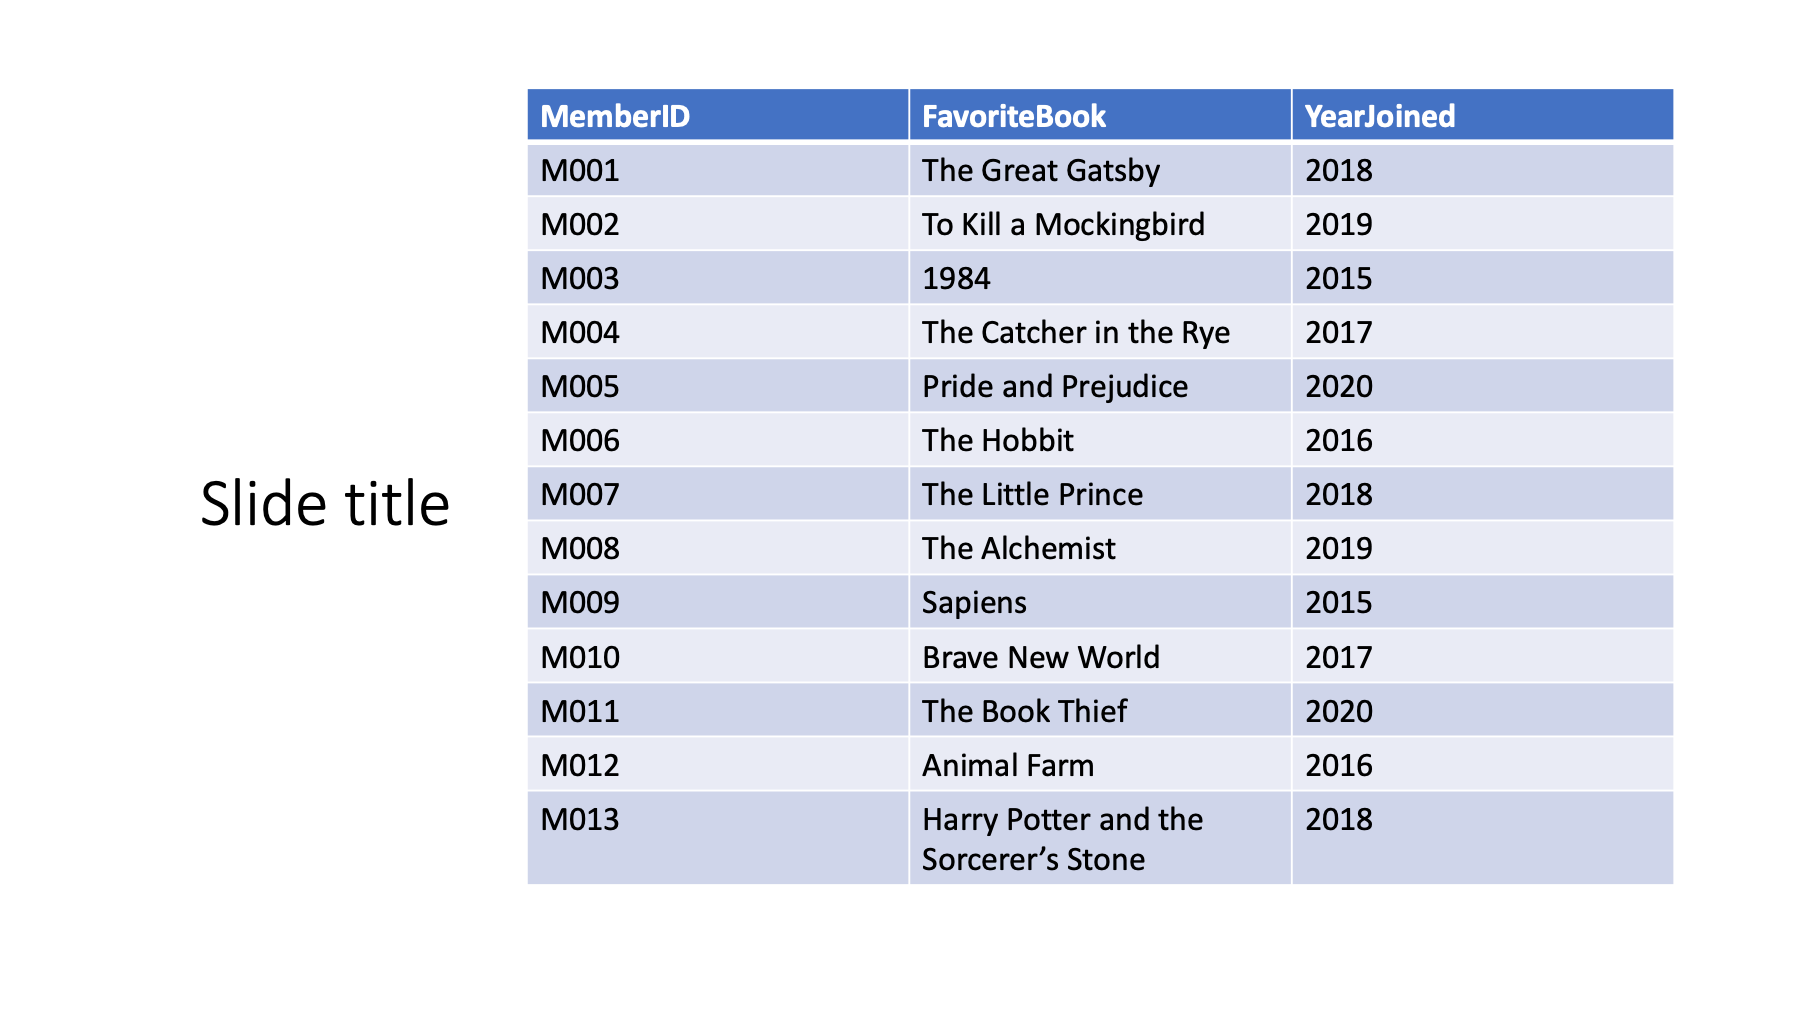 Slide title
MemberID FavoriteBook YearJoined
M001 The Great Gatsby 2018
M002 To Kill a Mockingbird 2019
M003 1984 2015
M004 The Catcher in the Rye 2017
M005 Pride and Prejudice 2020
M006 The Hobbit 2016
M007 The Little Prince 2018
M008 The Alchemist 2019
M009 Sapiens 2015
M010 Brave New World 2017
M011 The Book Thief 2020
M012 Animal Farm 2016
M013 Harry Potter and the 2018
Sorcerer’s Stone